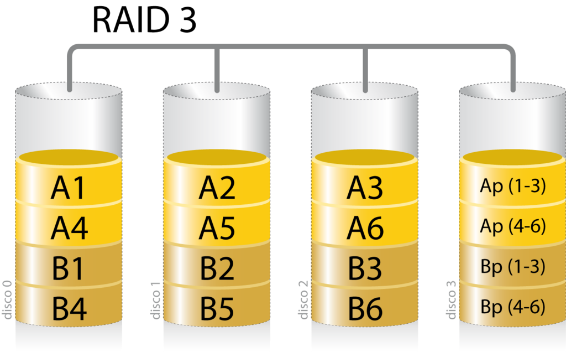 RAID 3
A1 A2 A3 Ap (1-3)
A4 A5 A6 Ap (4-6)
B1 B2 B3 Bp (1-3)
B4 B5 B6 Bp (4-6)
disco 0 disco 1 disco 2 disco 3